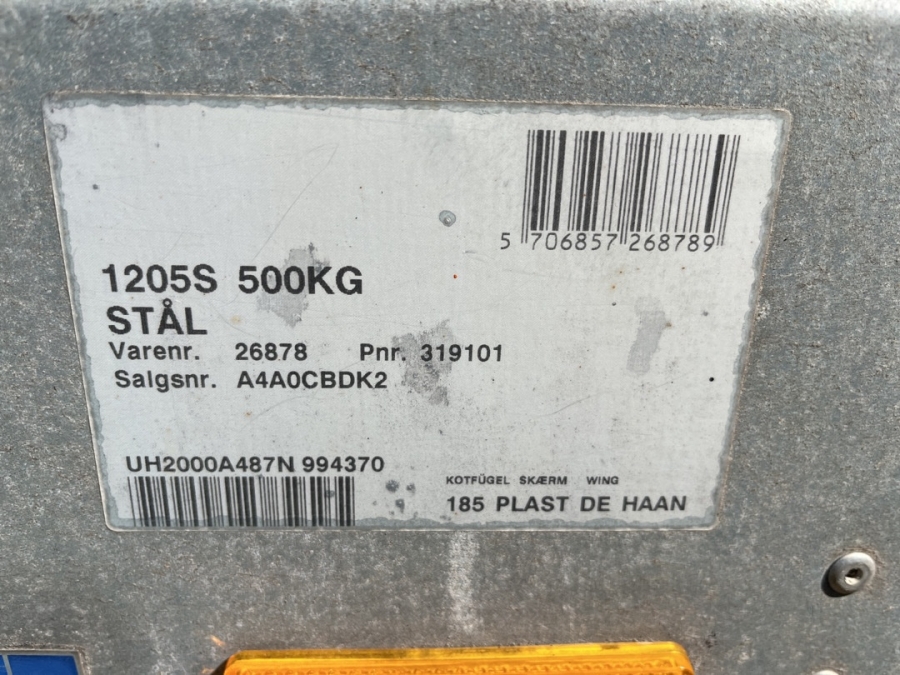 5 706857 268789
1205S 500KG
STÅL
Varenr. 26878 Pnr. 319101
Salgsnr. A4A0CBDK2
UH2000A487N 994370
KOTFÜGEL SKÆRM WING
185 PLAST DE HAAN